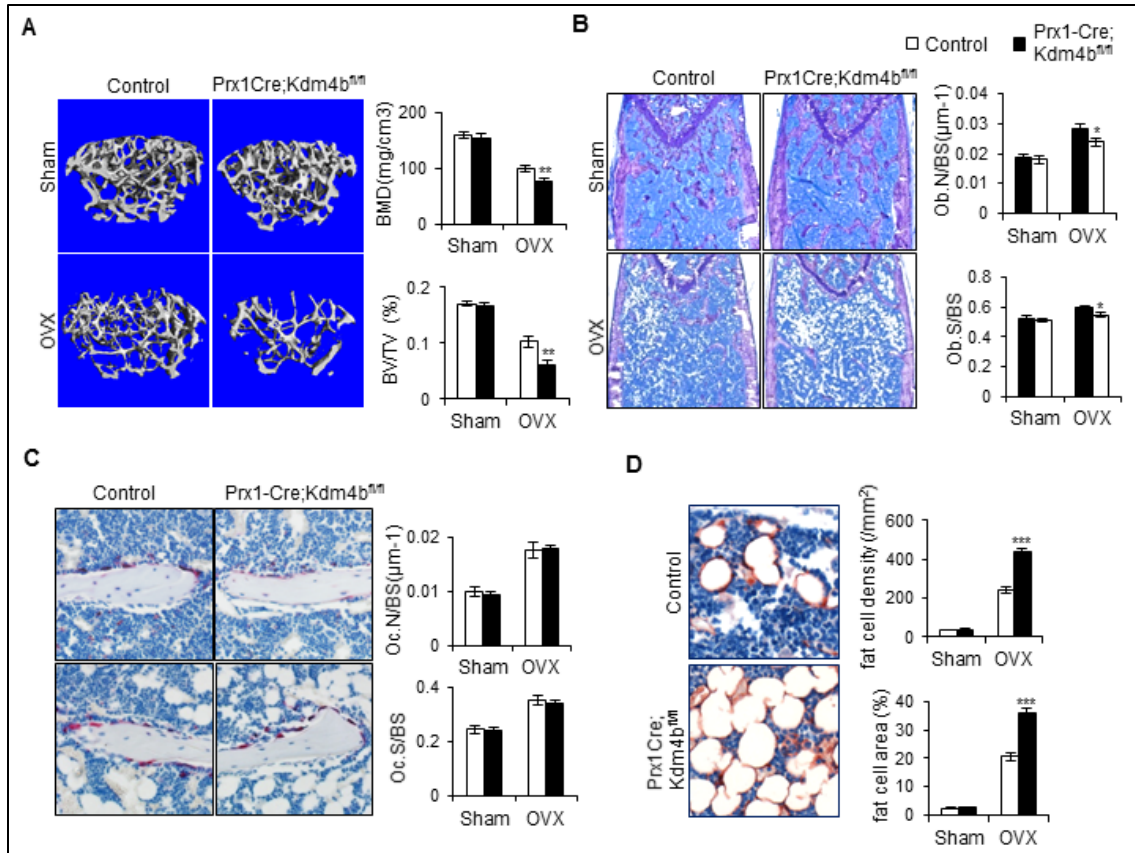 A
Control
Prx1Cre;Kdm4bfl/fl
Sham
OVX
BMD(mg/cm3)
200
100
0
**
Sham
OVX
BV/TV (%)
0.2
0.1
0
**
Sham
OVX
B
Control
Prx1-Cre;
Kdm4bfl/fl
Control
Prx1Cre;Kdm4bfl/fl
Sham
OVX
Ob.N/BS(µm-1)
0.04
0.03
0.02
0.01
0
*
Sham
OVX
Ob.S/BS
0.8
0.6
0.4
0.2
0
*
Sham
OVX
C
Control
Prx1-Cre;Kdm4bfl/fl
Oc.N/BS(µm-1)
0.02
0.01
0
Sham
OVX
Oc.S/BS
0.4
0.2
0
Sham
OVX
D
Control
Prx1Cre;
Kdm4bfl/fl
fat cell density (/mm²)
600
400
200
0
***
Sham
OVX
fat cell area (%)
40
30
20
10
0
***
Sham
OVX